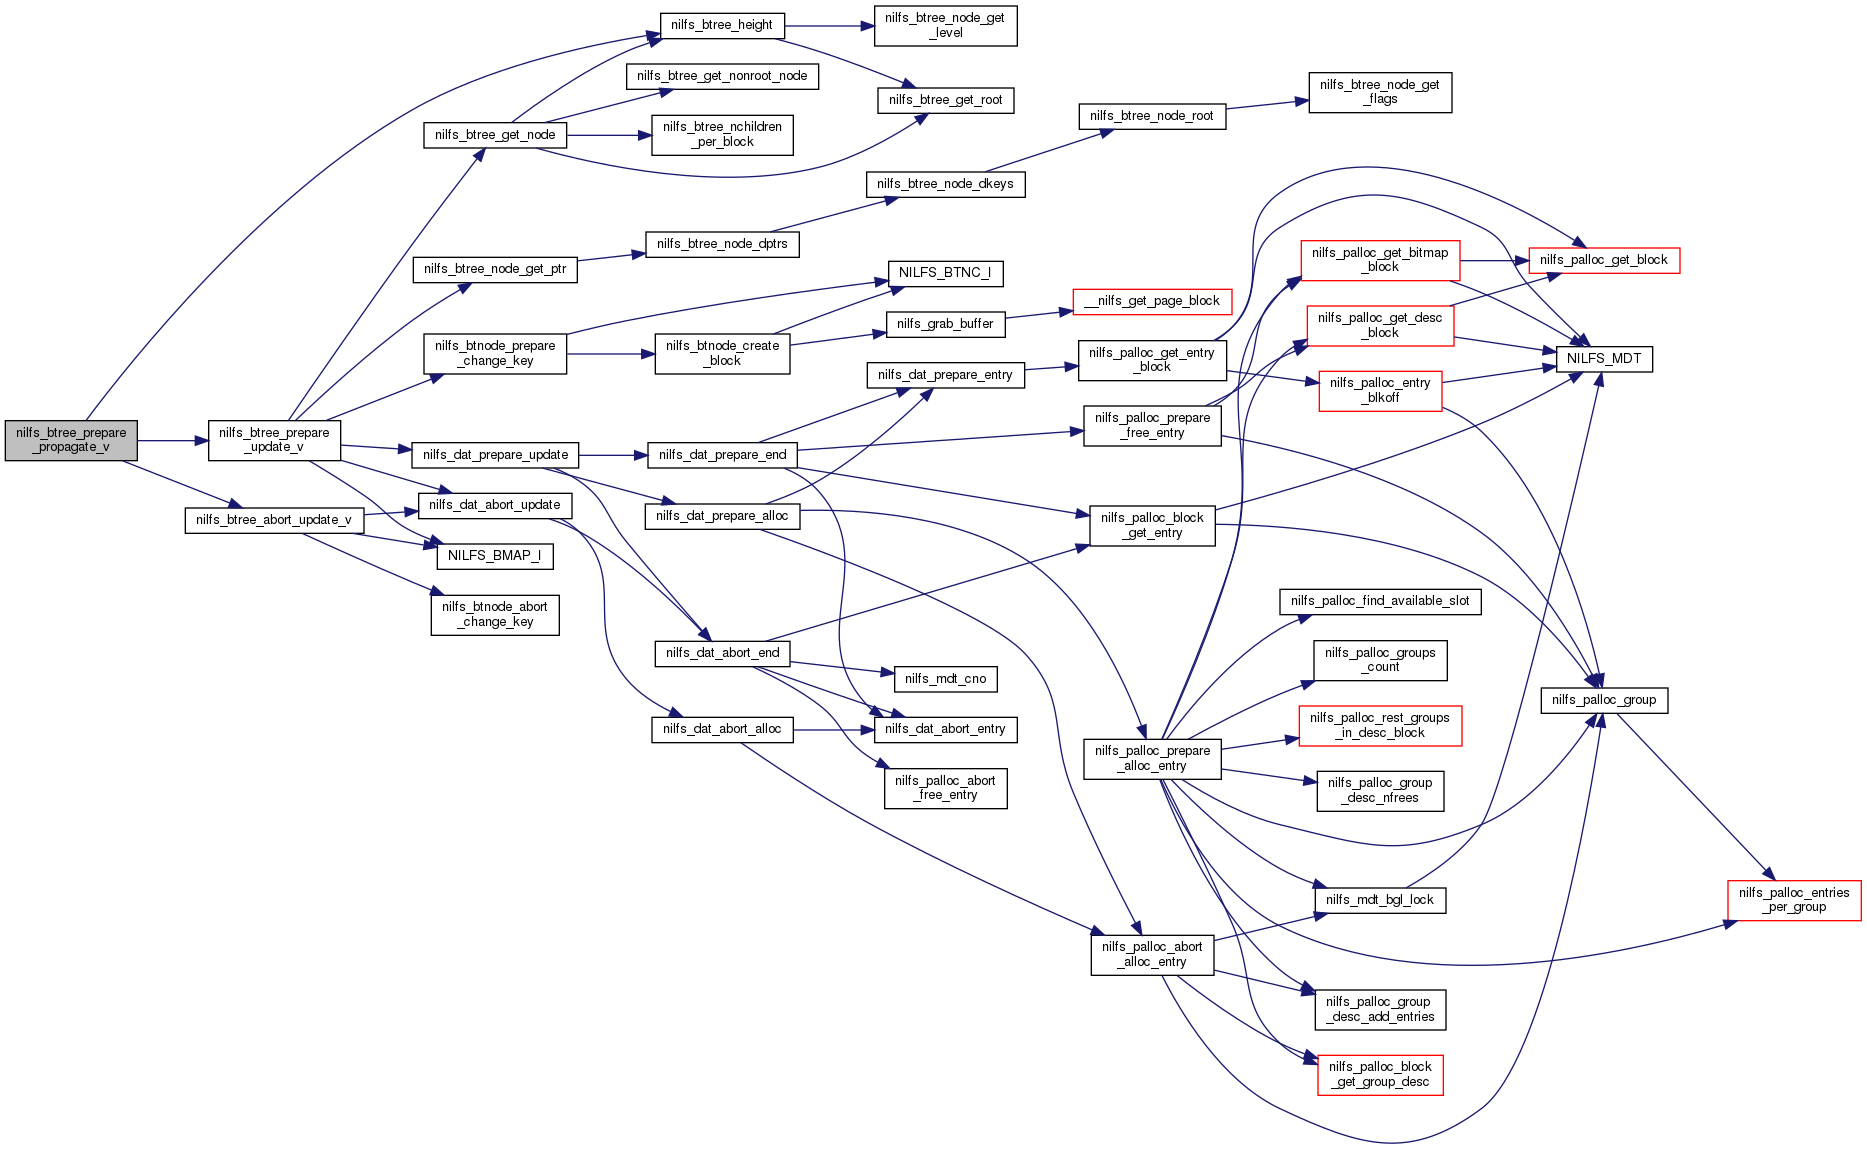 nilfs_btree_prepare
_propagate_v
nilfs_btree_prepare
_update_v
nilfs_btree_abort_update_v
nilfs_btree_height
nilfs_btree_get_nonroot_node
nilfs_btree_get_node
nilfs_btree_nchildren
_per_block
nilfs_btree_node_get_ptr
nilfs_btree_node_dptrs
nilfs_btnode_prepare
_change_key
nilfs_btnode_create
_block
nilfs_dat_prepare_update
nilfs_dat_prepare_end
nilfs_dat_abort_update
nilfs_dat_prepare_alloc
NILFS_BMAP_I
nilfs_btnode_abort
_change_key
nilfs_dat_abort_end
nilfs_dat_abort_alloc
nilfs_btree_node_get
_level
nilfs_btree_get_root
nilfs_btree_node_dkeys
NILFS_BTNC_I
nilfs_grab_buffer
nilfs_dat_prepare_entry
nilfs_mdt_cno
nilfs_dat_abort_entry
nilfs_palloc_abort
_free_entry
nilfs_btree_node_root
__nilfs_get_page_block
nilfs_palloc_get_entry
_block
nilfs_palloc_prepare
_free_entry
nilfs_palloc_block
_get_entry
nilfs_palloc_prepare
_alloc_entry
nilfs_palloc_abort
_alloc_entry
nilfs_btree_node_get
_flags
nilfs_palloc_get_bitmap
_block
nilfs_palloc_get_desc
_block
nilfs_palloc_entry
_blkoff
nilfs_palloc_find_available_slot
nilfs_palloc_groups
_count
nilfs_palloc_rest_groups
_in_desc_block
nilfs_palloc_group
_desc_nfrees
nilfs_mdt_bgl_lock
nilfs_palloc_group
_desc_add_entries
nilfs_palloc_block
_get_group_desc
nilfs_palloc_get_block
NILFS_MDT
nilfs_palloc_group
nilfs_palloc_entries
_per_group